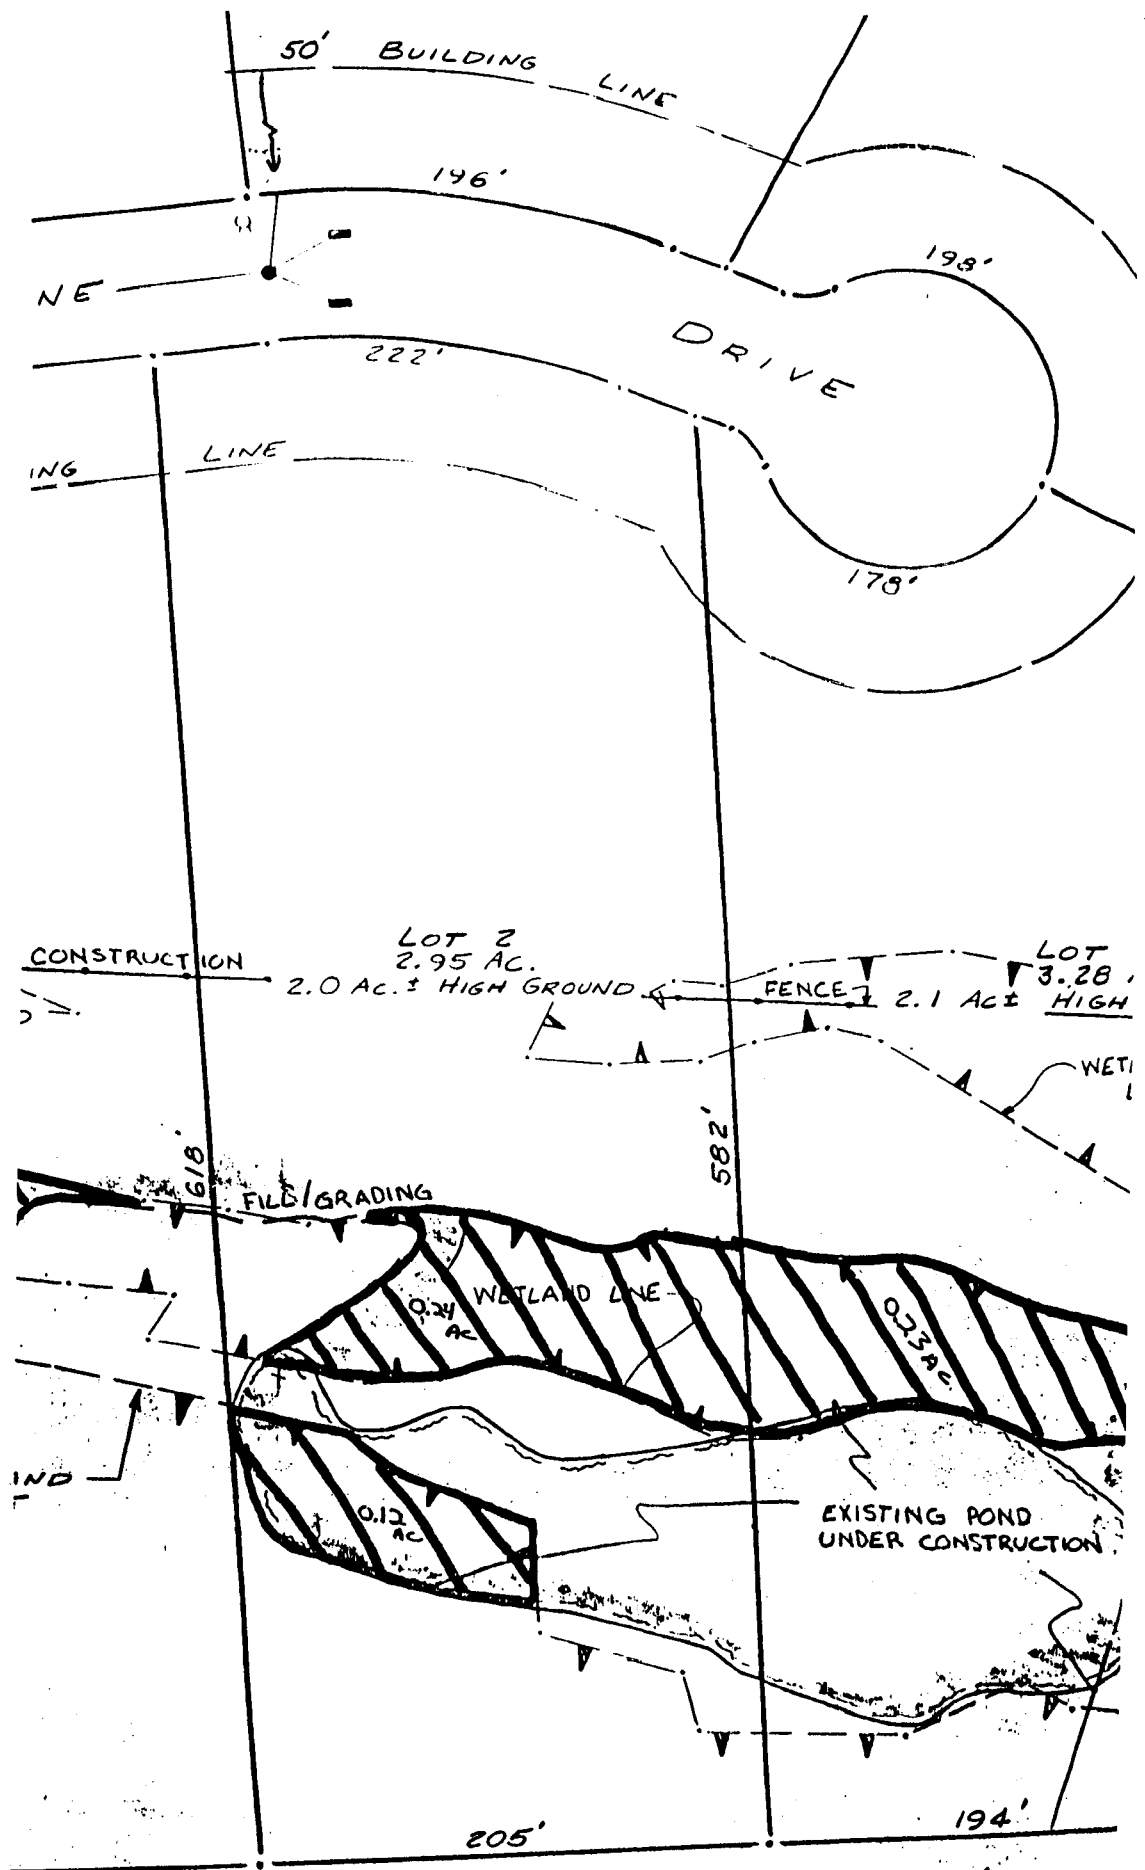 50' BUILDING LINE
196'
198'
NE
DRIVE
222'
ING LINE
178'
CONSTRUCTION
LOT 2
2.95 AC.
2.0 AC.± HIGH GROUND
FENCE
LOT
3.28
2.1 AC± HIGH
WETL
618'
582'
FILL/GRADING
WETLAND LINE
0.24
AC
0.23 AC.
IND
0.12
AC
EXISTING POND
UNDER CONSTRUCTION
205'
194'